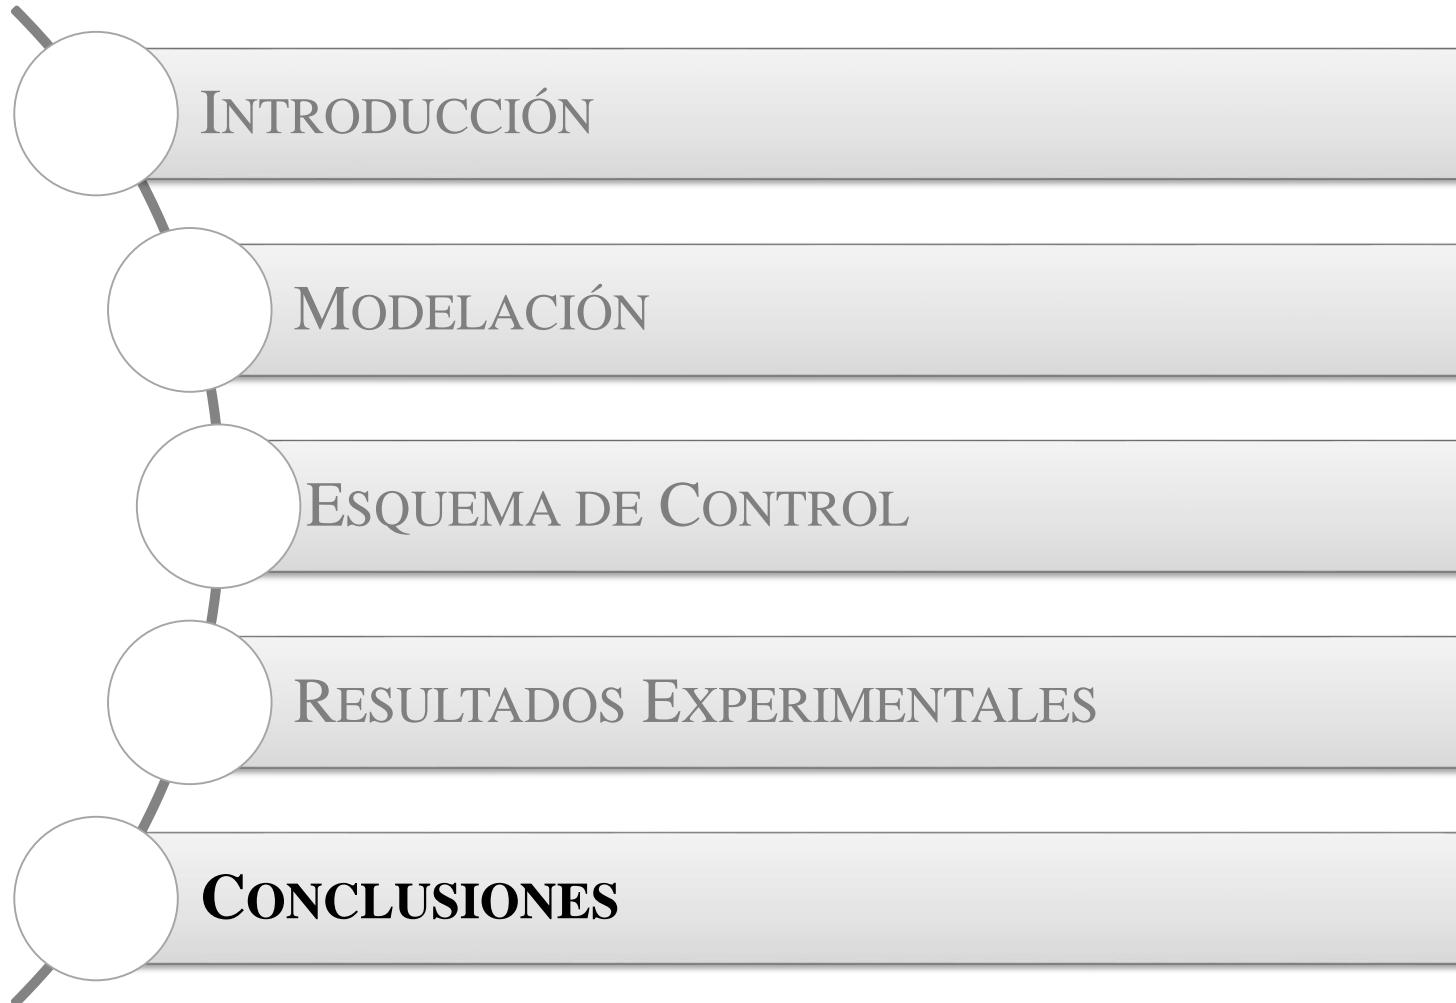 INTRODUCCIÓN
MODELACIÓN
ESQUEMA DE CONTROL
RESULTADOS EXPERIMENTALES
CONCLUSIONES